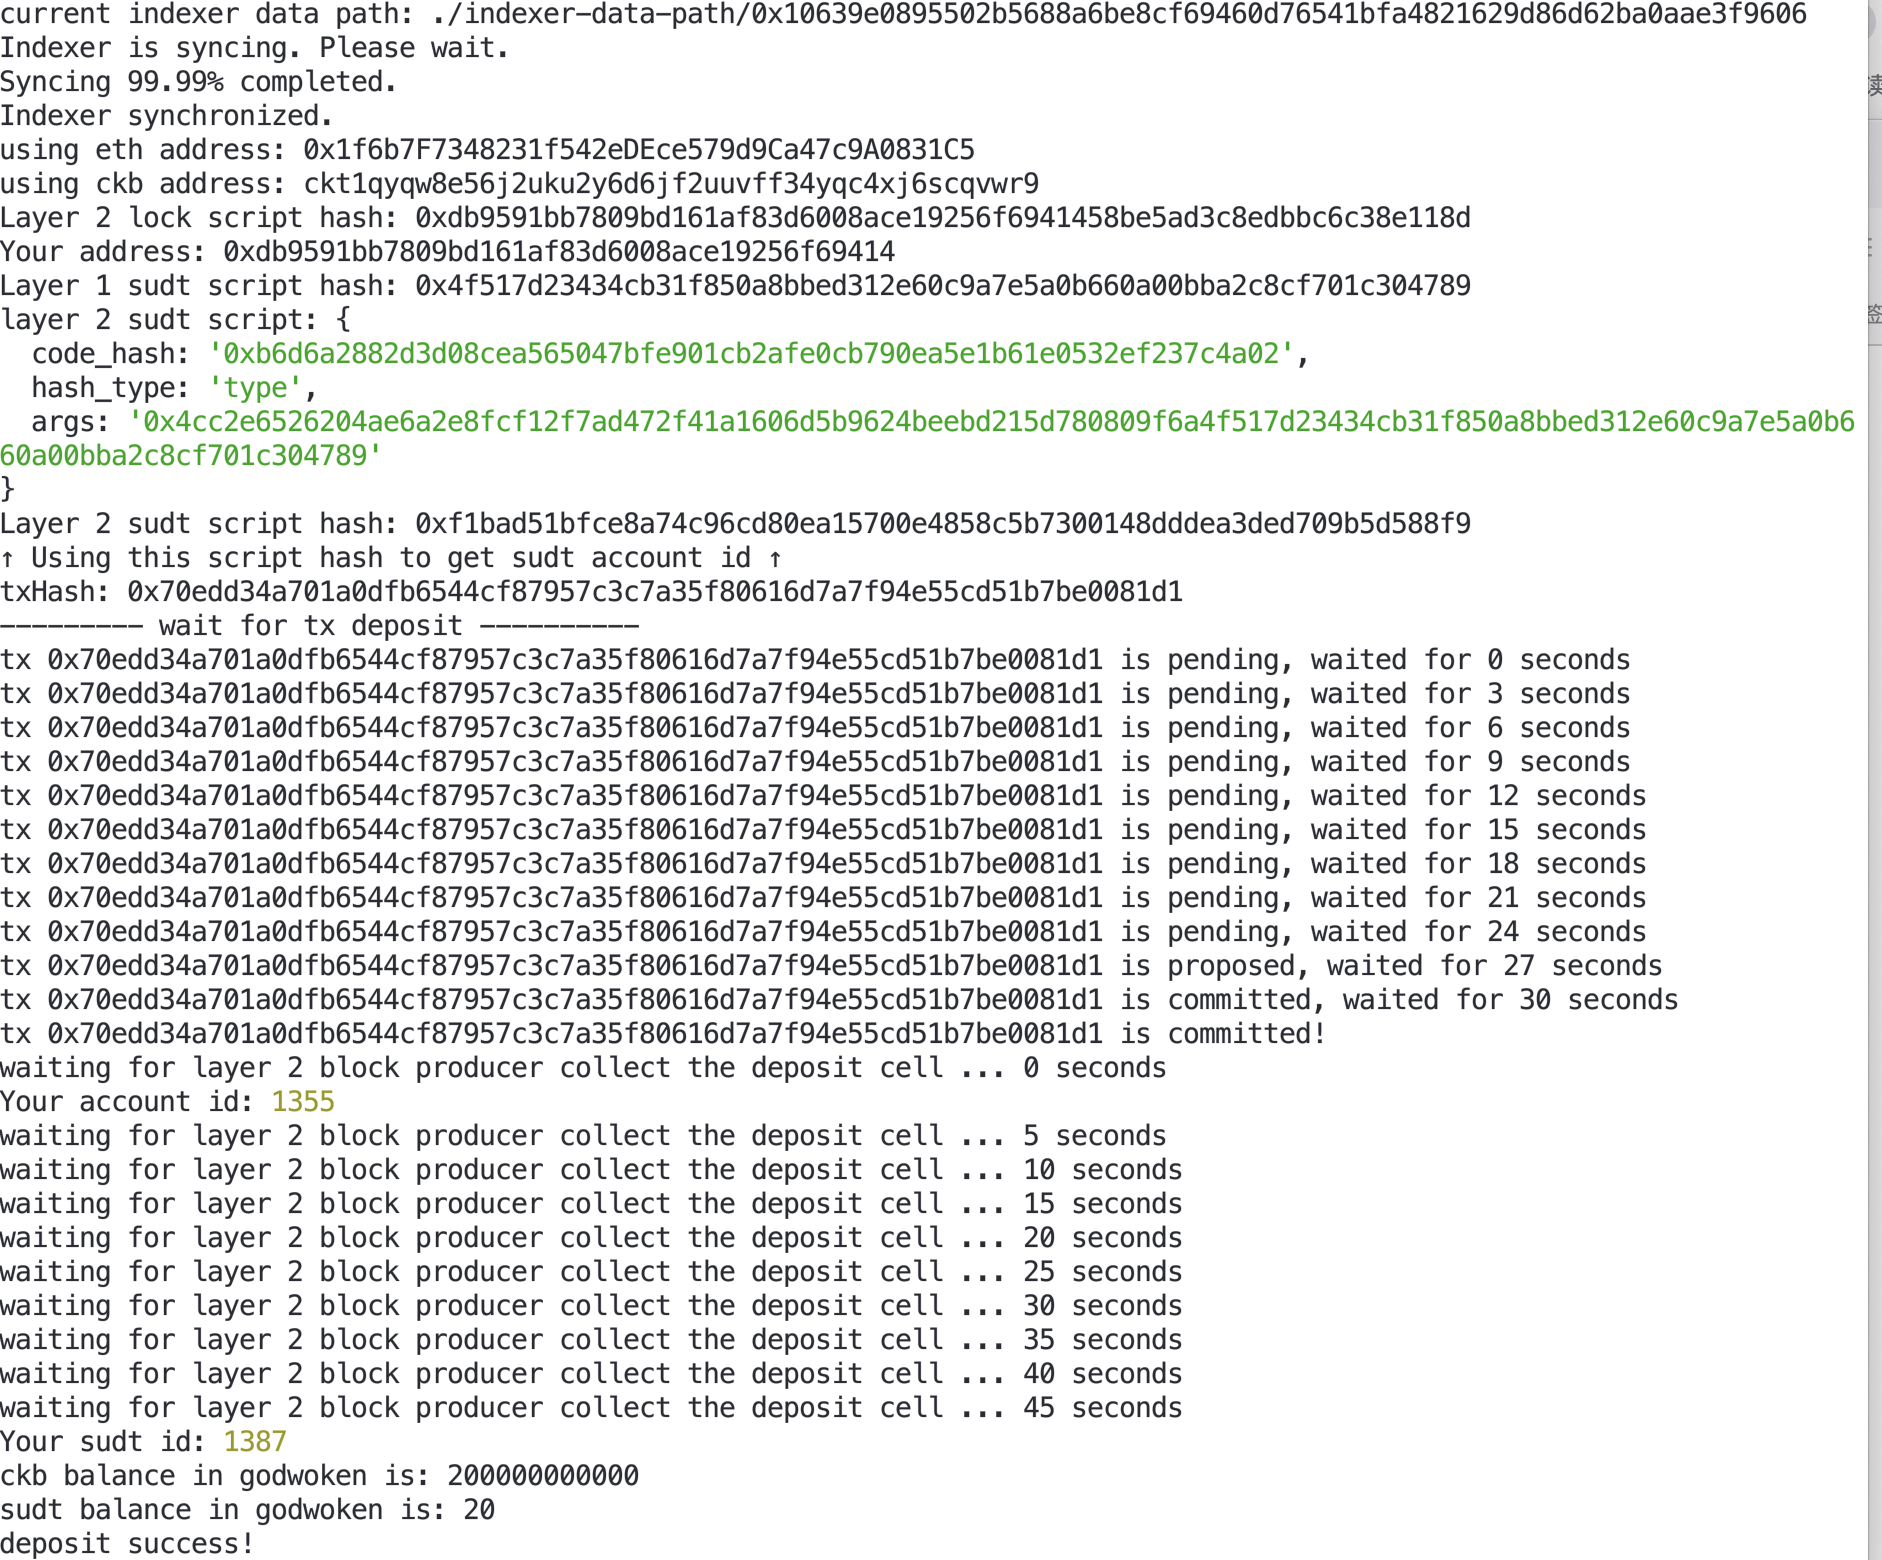 current indexer data path: ./indexer-data-path/0x10639e0895502b5688a6be8cf69460d76541bfa4821629d86d62ba0aae3f9606
Indexer is syncing. Please wait.
Syncing 99.99% completed.
Indexer synchronized.
using eth address: 0x1f6b7F7348231f542eDEce579d9Ca47c9A0831C5
using ckb address: ckt1qyqw8e56j2uku2y6d6jf2uuvff34yqc4xj6scqvwr9
Layer 2 lock script hash: 0xdb9591bb7809bd161af83d6008ace19256f6941458be5ad3c8edbbc6c38e118d
Your address: 0xdb9591bb7809bd161af83d6008ace19256f69414
Layer 1 sudt script hash: 0x4f517d23434cb31f850a8bbed312e60c9a7e5a0b660a00bba2c8cf701c304789
layer 2 sudt script: {
  code_hash: '0xb6d6a2882d3d08cea565047bfe901cb2afe0cb790ea5e1b61e0532ef237c4a02',
  hash_type: 'type',
  args: '0x4cc2e6526204ae6a2e8fcf12f7ad472f41a1606d5b9624beebd215d780809f6a4f517d23434cb31f850a8bbed312e60c9a7e5a0b6
60a00bba2c8cf701c304789'
}
Layer 2 sudt script hash: 0xf1bad51bfce8a74c96cd80ea15700e4858c5b7300148dddea3ded709b5d588f9
↑ Using this script hash to get sudt account id ↑
txHash: 0x70edd34a701a0dfb6544cf87957c3c7a35f80616d7a7f94e55cd51b7be0081d1
--------- wait for tx deposit ----------
tx 0x70edd34a701a0dfb6544cf87957c3c7a35f80616d7a7f94e55cd51b7be0081d1 is pending, waited for 0 seconds
tx 0x70edd34a701a0dfb6544cf87957c3c7a35f80616d7a7f94e55cd51b7be0081d1 is pending, waited for 3 seconds
tx 0x70edd34a701a0dfb6544cf87957c3c7a35f80616d7a7f94e55cd51b7be0081d1 is pending, waited for 6 seconds
tx 0x70edd34a701a0dfb6544cf87957c3c7a35f80616d7a7f94e55cd51b7be0081d1 is pending, waited for 9 seconds
tx 0x70edd34a701a0dfb6544cf87957c3c7a35f80616d7a7f94e55cd51b7be0081d1 is pending, waited for 12 seconds
tx 0x70edd34a701a0dfb6544cf87957c3c7a35f80616d7a7f94e55cd51b7be0081d1 is pending, waited for 15 seconds
tx 0x70edd34a701a0dfb6544cf87957c3c7a35f80616d7a7f94e55cd51b7be0081d1 is pending, waited for 18 seconds
tx 0x70edd34a701a0dfb6544cf87957c3c7a35f80616d7a7f94e55cd51b7be0081d1 is pending, waited for 21 seconds
tx 0x70edd34a701a0dfb6544cf87957c3c7a35f80616d7a7f94e55cd51b7be0081d1 is pending, waited for 24 seconds
tx 0x70edd34a701a0dfb6544cf87957c3c7a35f80616d7a7f94e55cd51b7be0081d1 is proposed, waited for 27 seconds
tx 0x70edd34a701a0dfb6544cf87957c3c7a35f80616d7a7f94e55cd51b7be0081d1 is committed, waited for 30 seconds
tx 0x70edd34a701a0dfb6544cf87957c3c7a35f80616d7a7f94e55cd51b7be0081d1 is committed!
waiting for layer 2 block producer collect the deposit cell ... 0 seconds
Your account id: 1355
waiting for layer 2 block producer collect the deposit cell ... 5 seconds
waiting for layer 2 block producer collect the deposit cell ... 10 seconds
waiting for layer 2 block producer collect the deposit cell ... 15 seconds
waiting for layer 2 block producer collect the deposit cell ... 20 seconds
waiting for layer 2 block producer collect the deposit cell ... 25 seconds
waiting for layer 2 block producer collect the deposit cell ... 30 seconds
waiting for layer 2 block producer collect the deposit cell ... 35 seconds
waiting for layer 2 block producer collect the deposit cell ... 40 seconds
waiting for layer 2 block producer collect the deposit cell ... 45 seconds
Your sudt id: 1387
ckb balance in godwoken is: 200000000000
sudt balance in godwoken is: 20
deposit success!